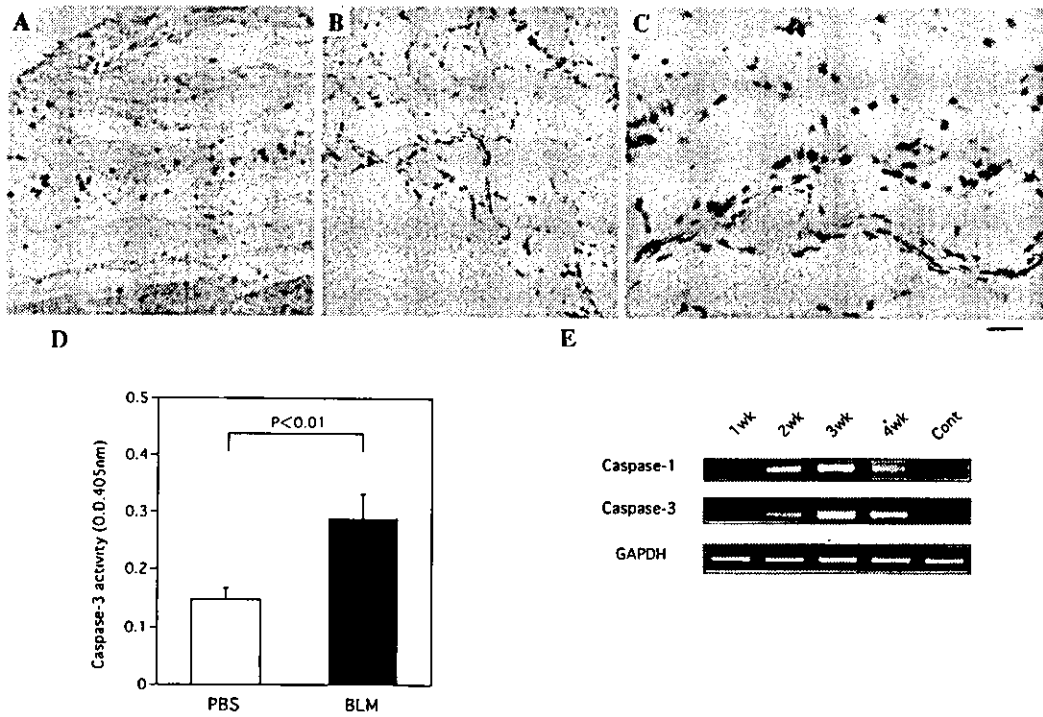 A B C
D E
0.5
0.4
0.3
0.2
0.1
0
P<0.01
Caspase-3 activity (O.D.405nm)
PBS BLM
1wk 2wk 3wk 4wk Cont
Caspase-1
Caspase-3
GAPDH